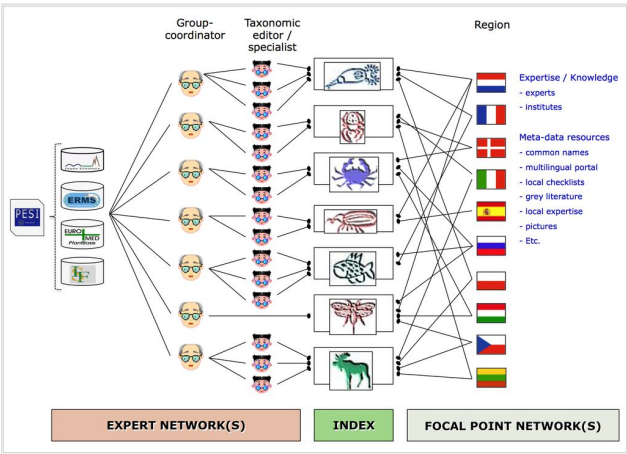 Group-
coordinator
Taxonomic
editor /
specialist
Region
Expertise / Knowledge
- experts
- institutes
Meta-data resources
- common names
- multilingual portal
- local checklists
- grey literature
- local expertise
- pictures
- Etc.
PESI
ERMS
EURO MED
PlantBase
IF
EXPERT NETWORK(S)
INDEX
FOCAL POINT NETWORK(S)